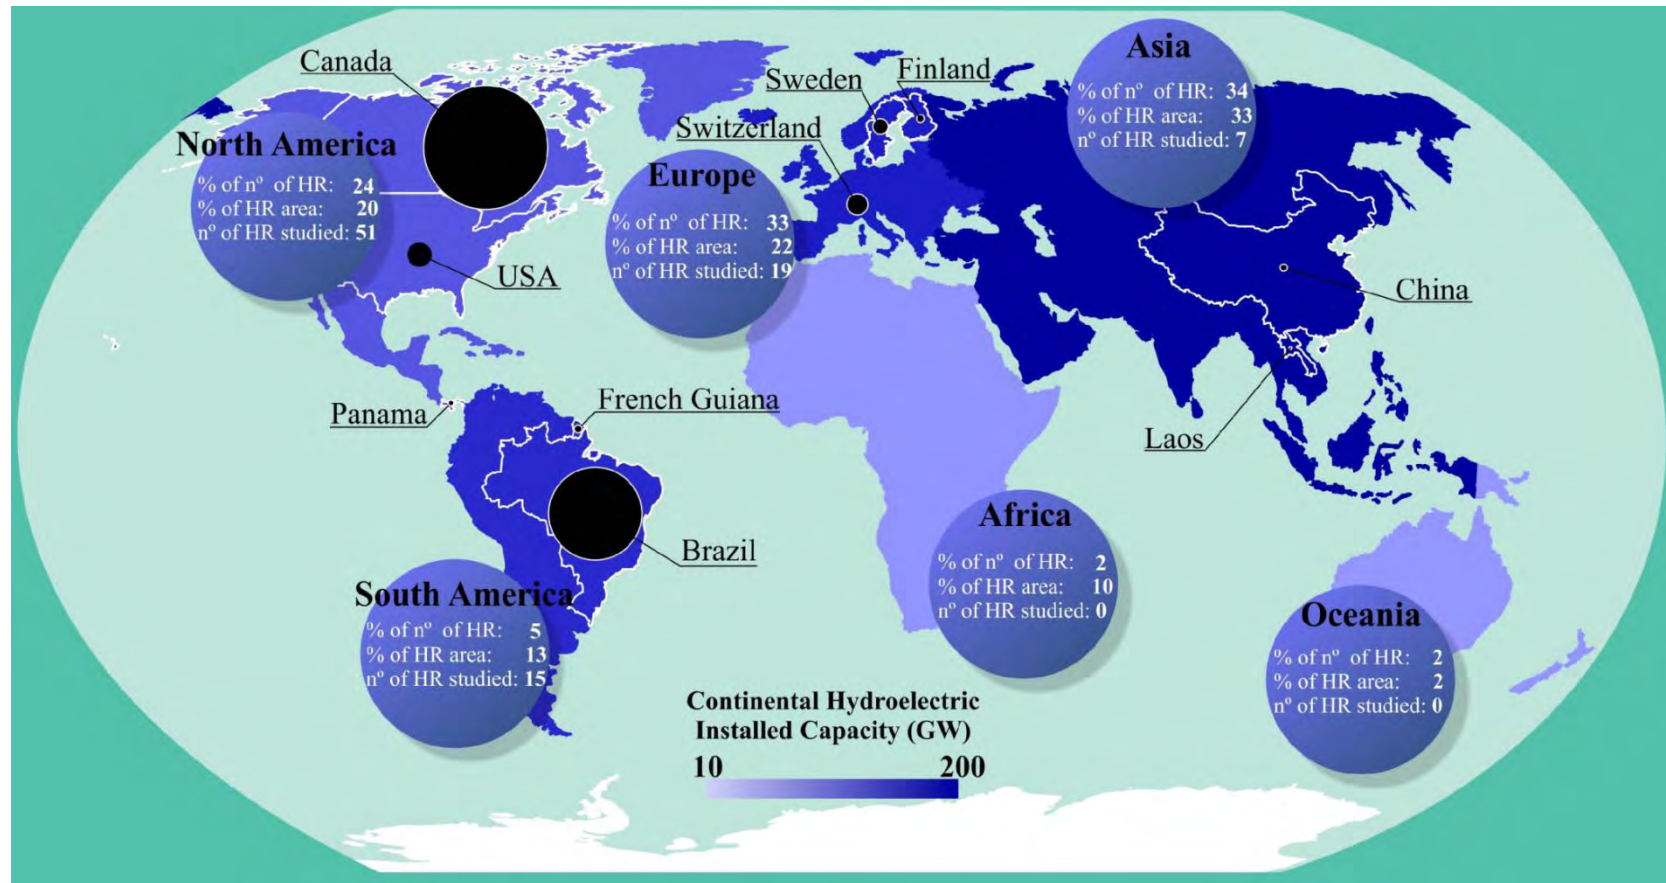 Canada
North America
% of nº of HR: 24
% of HR area: 20
nº of HR studied: 51
USA
Sweden
Finland
Switzerland
Europe
% of nº of HR: 33
% of HR area: 22
nº of HR studied: 19
Asia
% of nº of HR: 34
% of HR area: 33
nº of HR studied: 7
China
Laos
Panama
French Guiana
Brazil
South America
% of nº of HR: 5
% of HR area: 13
nº of HR studied: 15
Africa
% of nº of HR: 2
% of HR area: 10
nº of HR studied: 0
Oceania
% of nº of HR: 2
% of HR area: 2
nº of HR studied: 0
Continental Hydroelectric
Installed Capacity (GW)
10 200